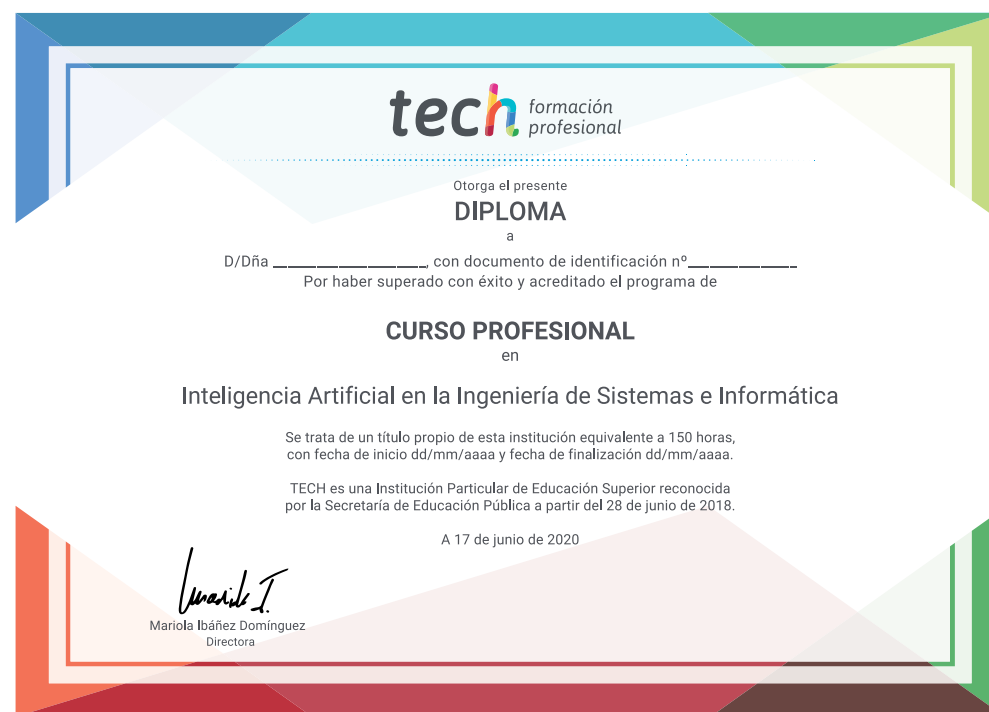 tech formación
profesional
Otorga el presente
DIPLOMA
a
D/Dña ____________________, con documento de identificación nº______________
Por haber superado con éxito y acreditado el programa de
CURSO PROFESIONAL
en
Inteligencia Artificial en la Ingeniería de Sistemas e Informática
Se trata de un título propio de esta institución equivalente a 150 horas,
con fecha de inicio dd/mm/aaaa y fecha de finalización dd/mm/aaaa.
TECH es una Institución Particular de Educación Superior reconocida
por la Secretaría de Educación Pública a partir del 28 de junio de 2018.
A 17 de junio de 2020
Mariola Ibáñez Domínguez
Directora